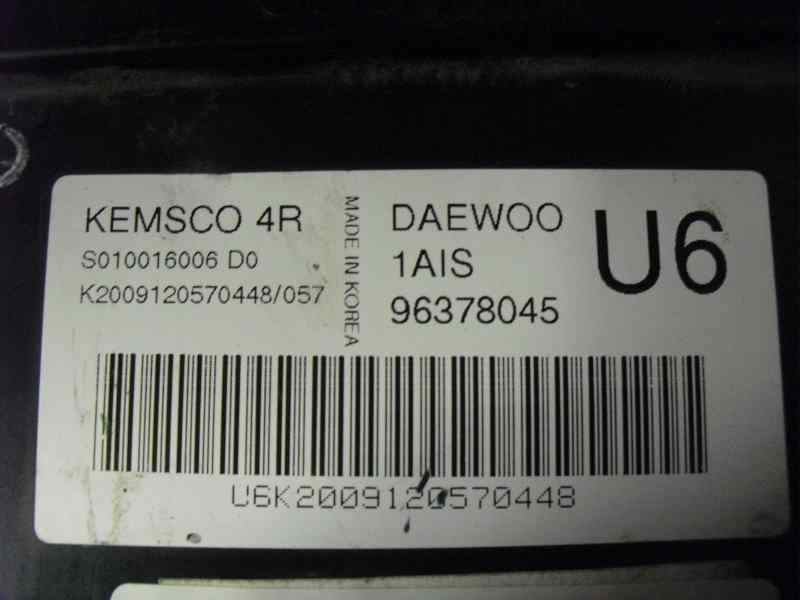 KEMSCO 4R
S010016006 D0
K2009120570448/057
MADE IN KOREA
DAEWOO
1AIS
96378045
U6
U6K2009120570448